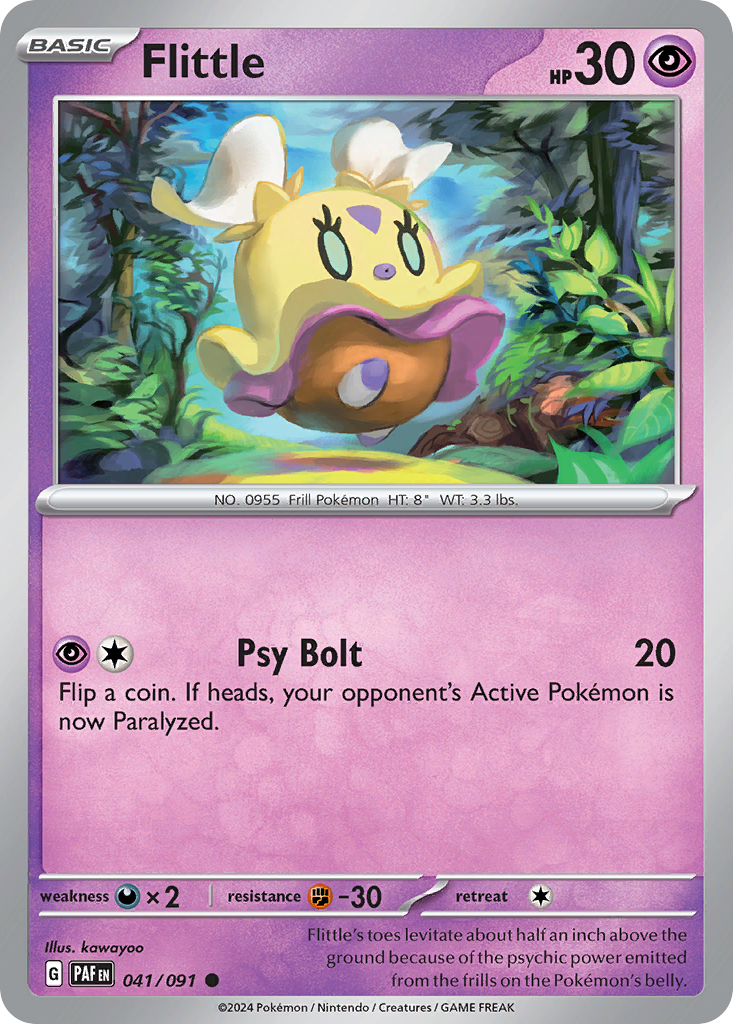 BASIC Flittle HP 30
NO. 0955 Frill Pokémon HT: 8" WT: 3.3 lbs.
Psy Bolt 20
Flip a coin. If heads, your opponent's Active Pokémon is
now Paralyzed.
weakness ×2 resistance -30 retreat
Illus. kawayoo
Flittle's toes levitate about half an inch above the
ground because of the psychic power emitted
from the frills on the Pokémon's belly.
G PAF EN 041/091
©2024 Pokémon / Nintendo / Creatures / GAME FREAK